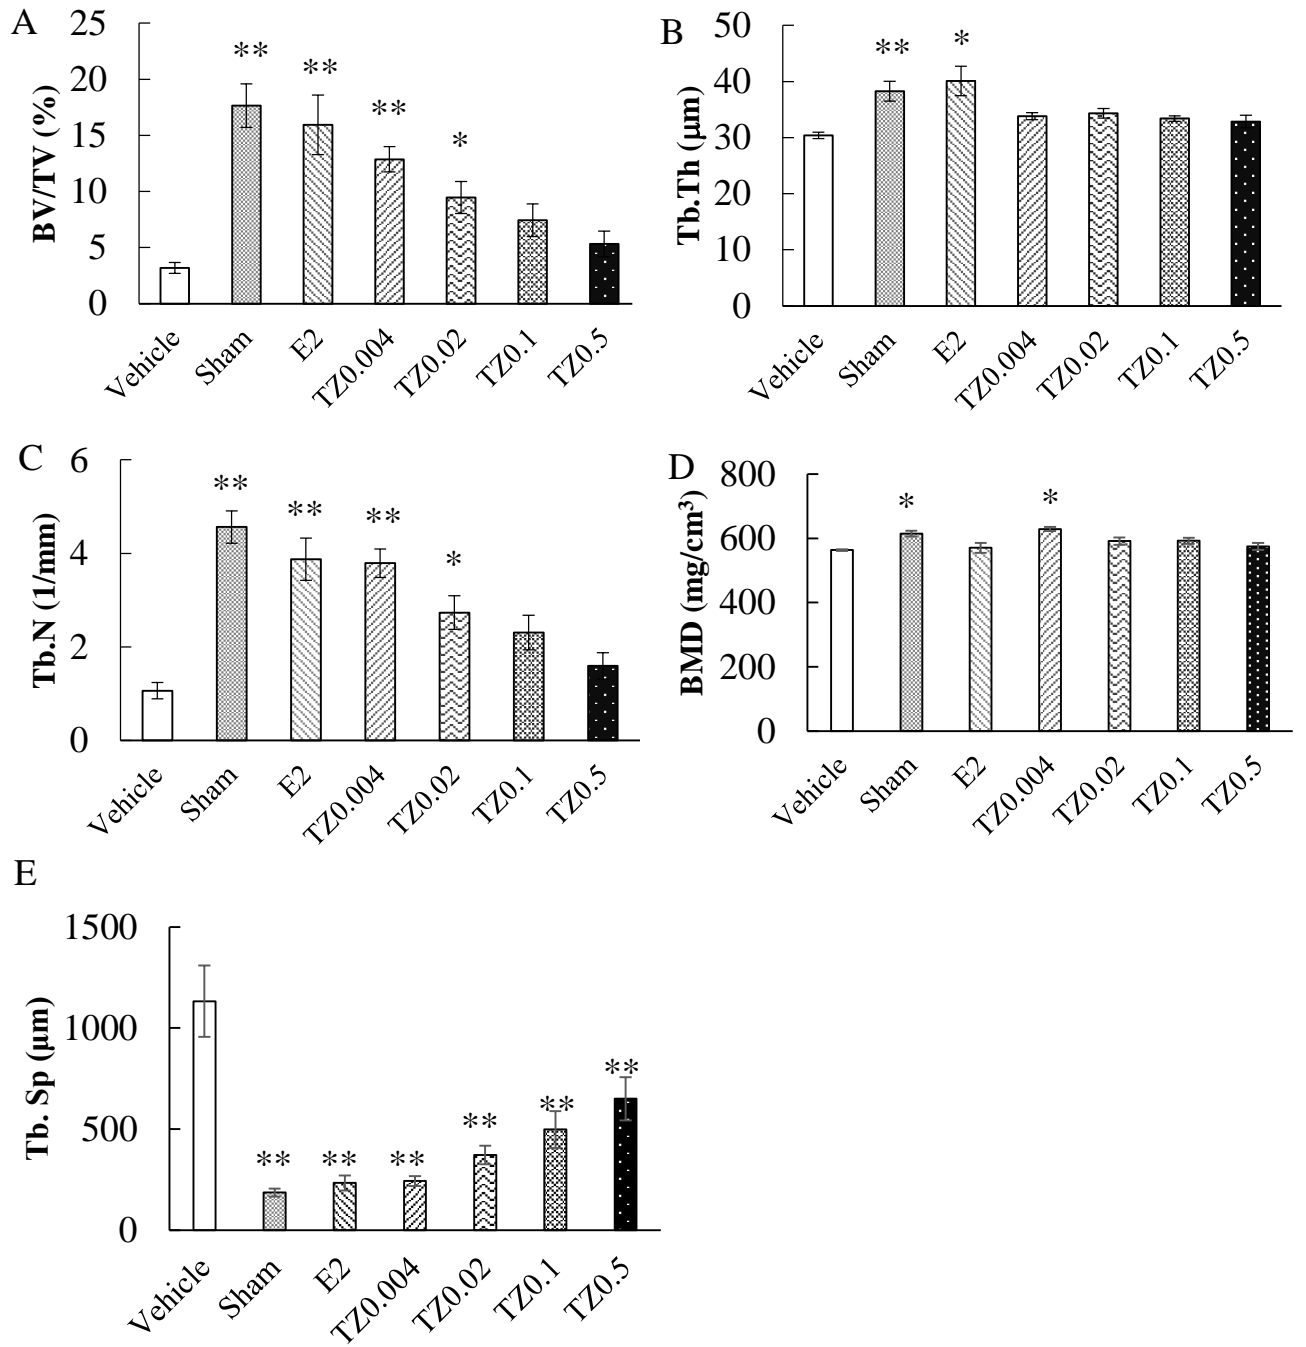 A
BV/TV (%)
25
20
15
10
5
0
**
**
**
*
Vehicle
Sham
E2
TZ0.004
TZ0.02
TZ0.1
TZ0.5
B
Tb.Th (μm)
50
40
30
20
10
0
**
*
Vehicle
Sham
E2
TZ0.004
TZ0.02
TZ0.1
TZ0.5
C
Tb.N (1/mm)
6
4
2
0
**
**
**
*
Vehicle
Sham
E2
TZ0.004
TZ0.02
TZ0.1
TZ0.5
D
BMD (mg/cm³)
800
600
400
200
0
*
*
Vehicle
Sham
E2
TZ0.004
TZ0.02
TZ0.1
TZ0.5
E
Tb. Sp (μm)
1500
1000
500
0
**
**
**
**
**
**
Vehicle
Sham
E2
TZ0.004
TZ0.02
TZ0.1
TZ0.5